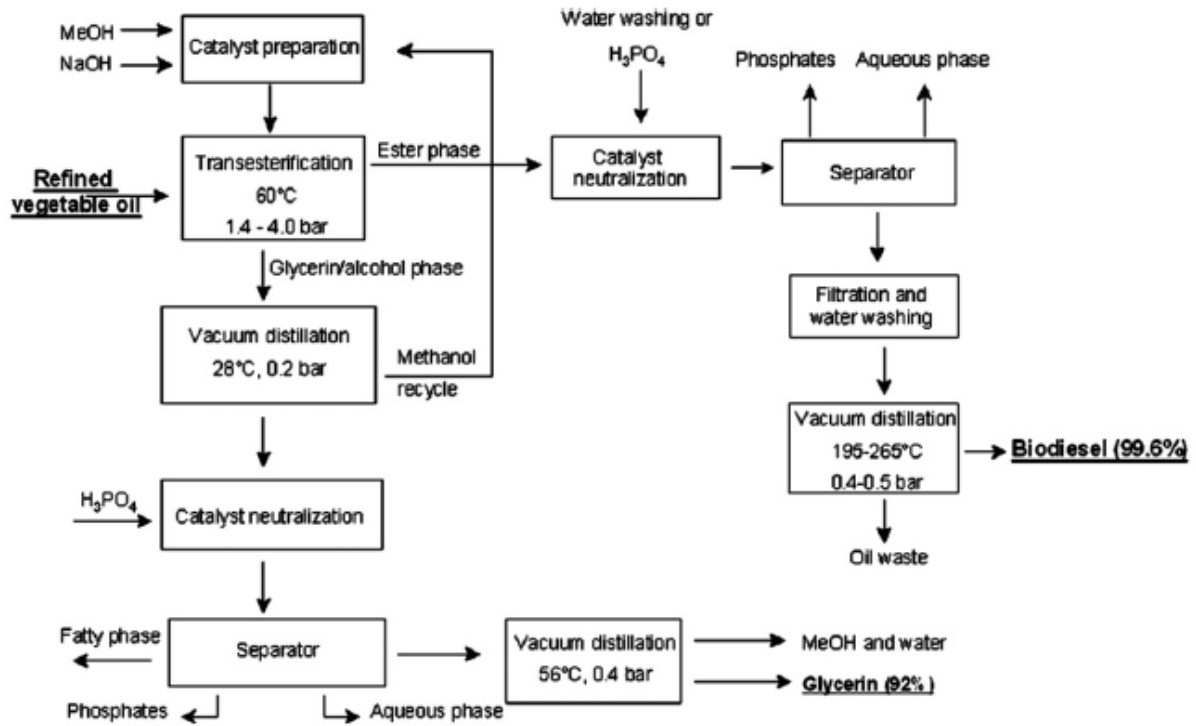 MeOH
NaOH
Catalyst preparation
Water washing or
H₃PO₄
Phosphates
Aqueous phase
Refined
vegetable oil
Transesterification
60°C
1.4 - 4.0 bar
Ester phase
Catalyst
neutralization
Separator
Glycerin/alcohol phase
Filtration and
water washing
Vacuum distillation
28°C, 0.2 bar
Methanol
recycle
Vacuum distillation
195-265°C
0.4-0.5 bar
Biodiesel (99.6%)
Oil waste
H₃PO₄
Catalyst neutralization
Fatty phase
Separator
Vacuum distillation
56°C, 0.4 bar
MeOH and water
Glycerin (92%)
Phosphates
Aqueous phase